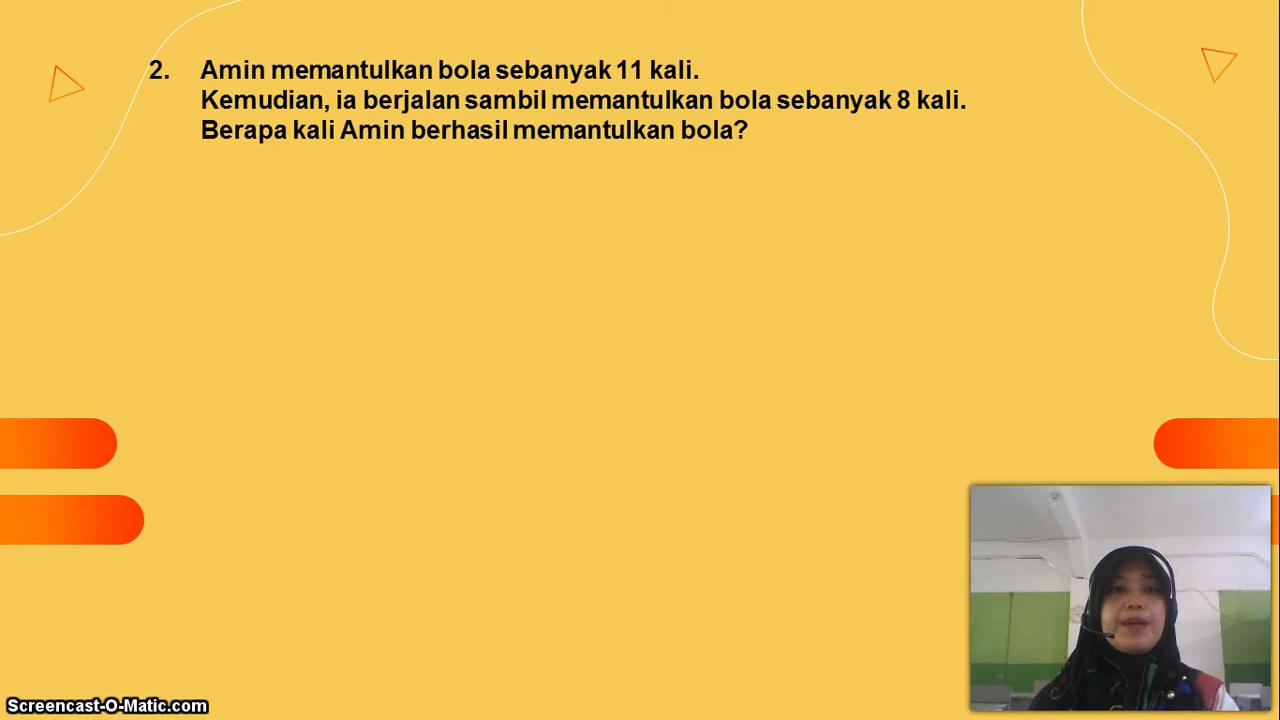 2. Amin memantulkan bola sebanyak 11 kali.
Kemudian, ia berjalan sambil memantulkan bola sebanyak 8 kali.
Berapa kali Amin berhasil memantulkan bola?
Screencast-O-Matic.com